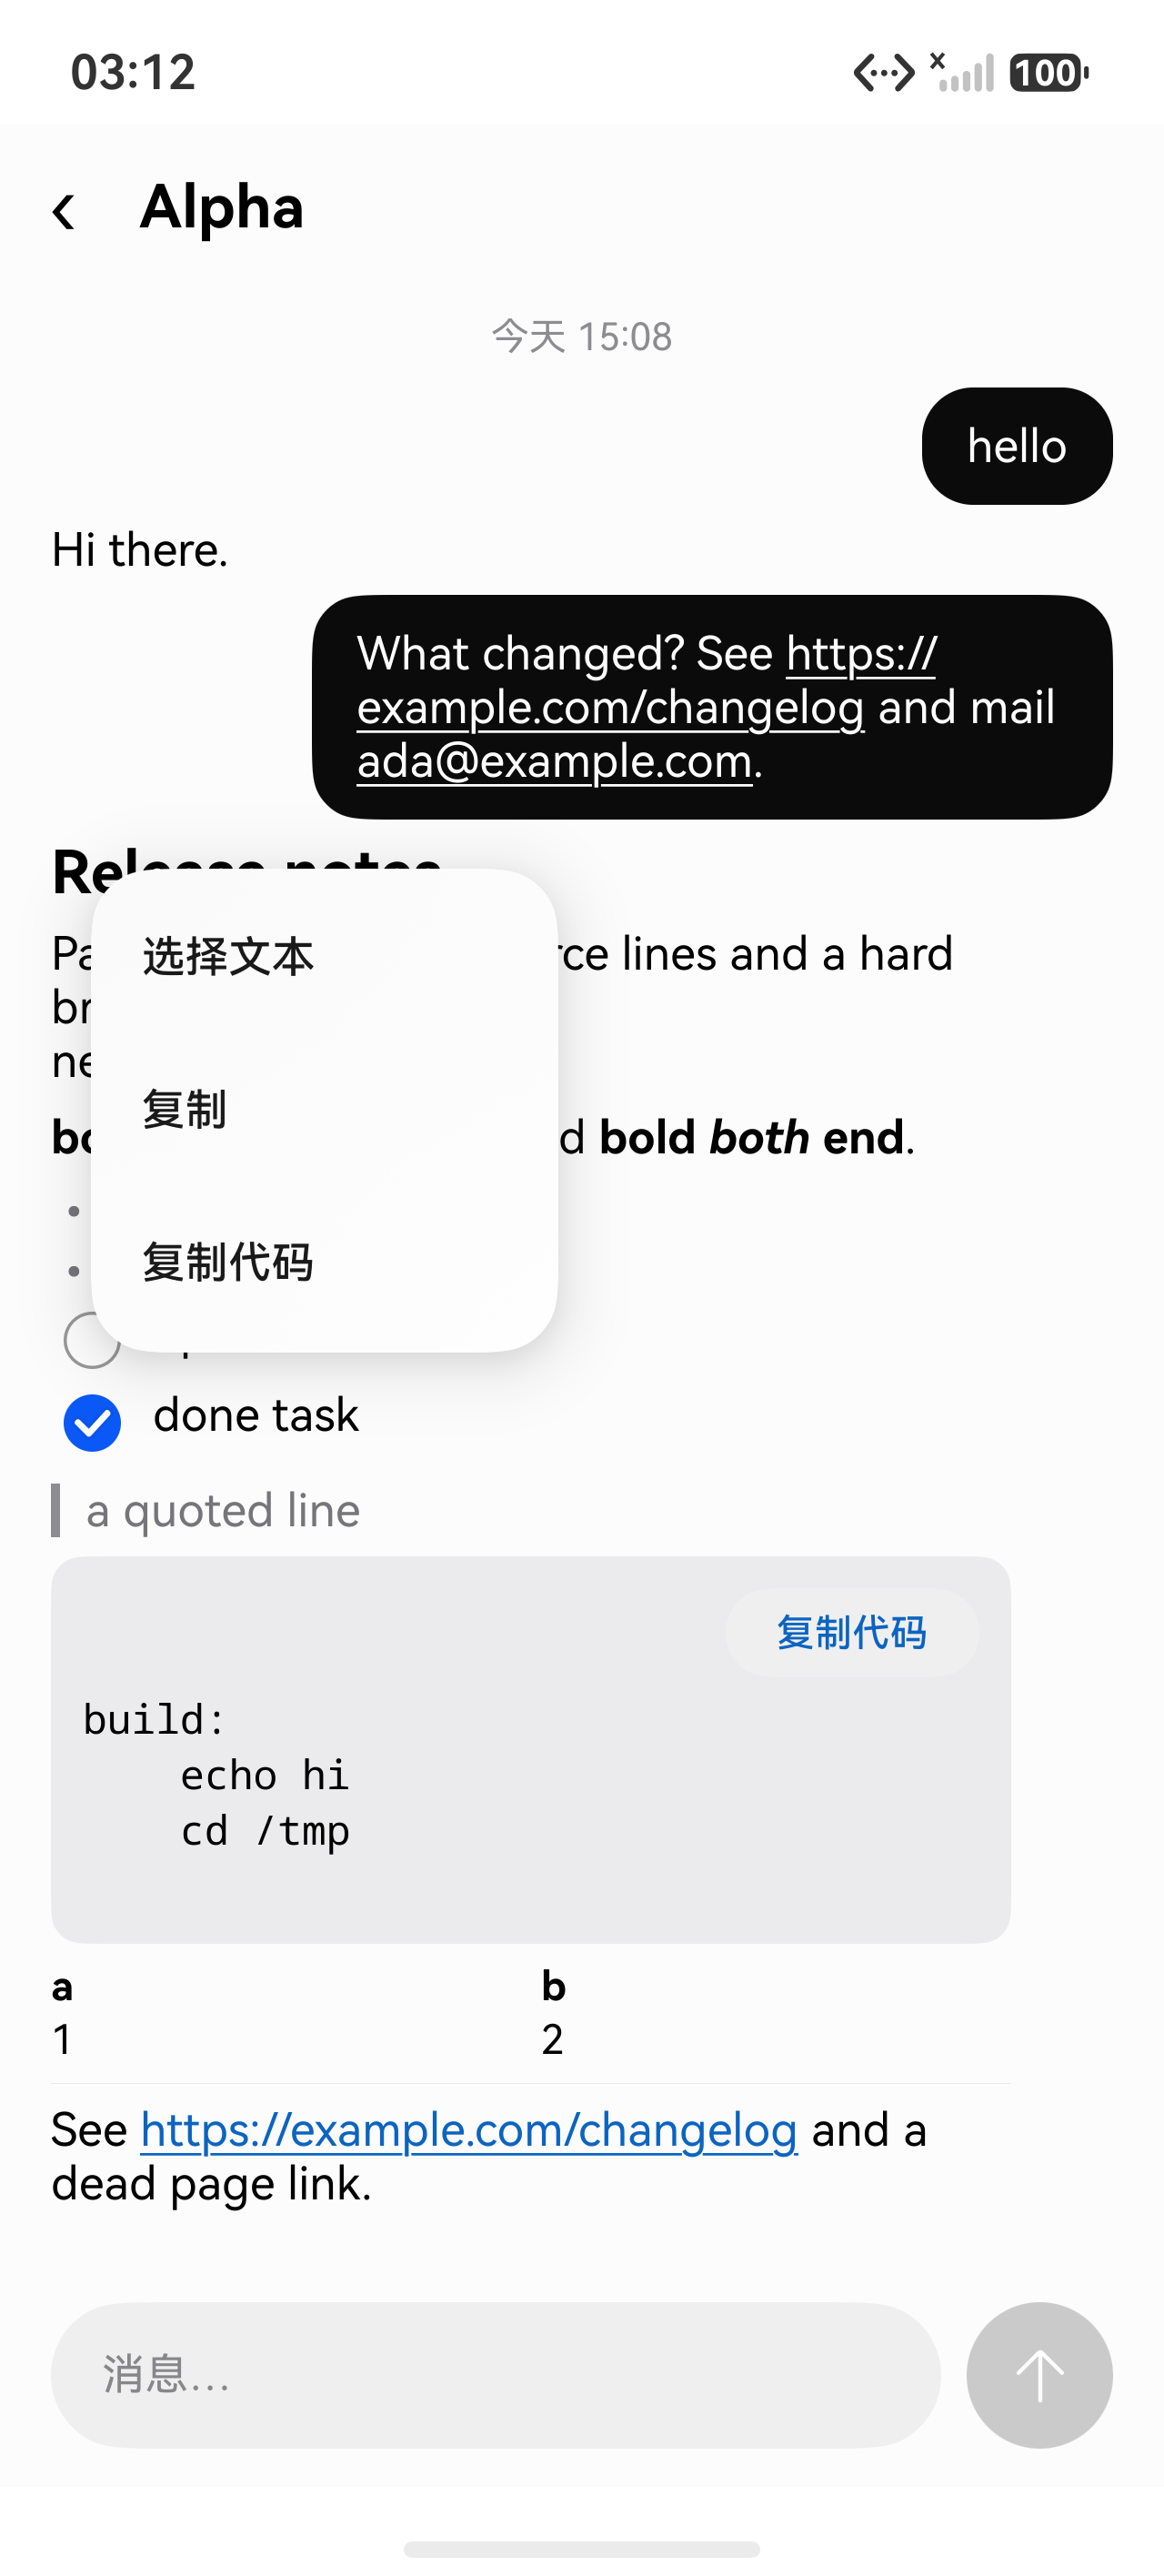 03:12
100
Alpha
今天 15:08
hello
Hi there.
What changed? See https://
example.com/changelog and mail
ada@example.com.
选择文本
lines and a hard
复制
bold both end.
复制代码
done task
a quoted line
复制代码
build:
echo hi
cd /tmp
a b
1 2
See https://example.com/changelog and a
dead page link.
消息...